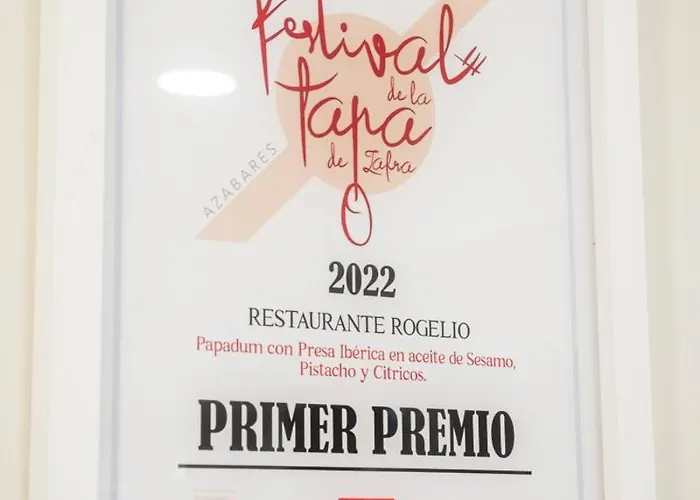 Festival
de la
Tapa
de Zafra
AZABARES
2022
RESTAURANTE ROGELIO
Papadum con Presa Ibérica en aceite de Sesamo,
Pistacho y Citricos.
PRIMER PREMIO